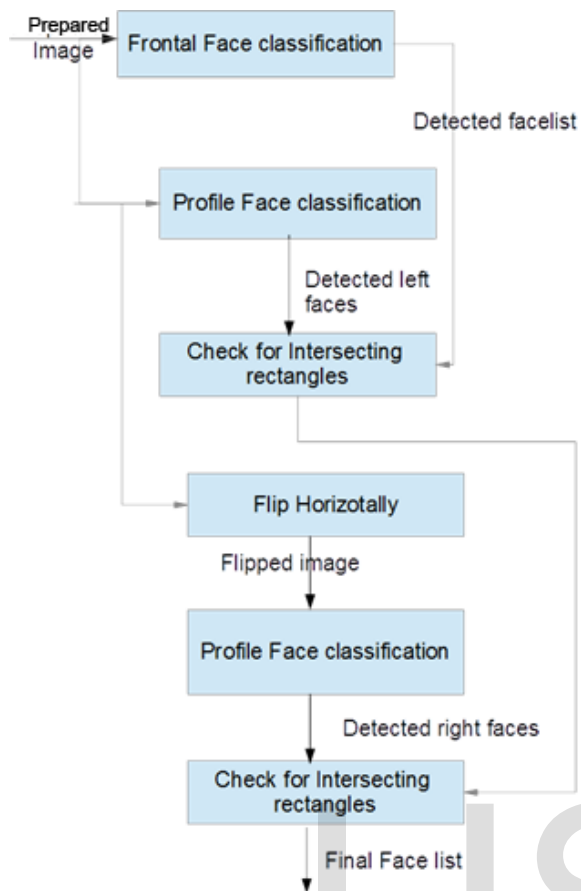 Prepared
Image
Frontal Face classification
Detected facelist
Profile Face classification
Detected left
faces
Check for Intersecting
rectangles
Flip Horizotally
Flipped image
Profile Face classification
Detected right faces
Check for Intersecting
rectangles
Final Face list